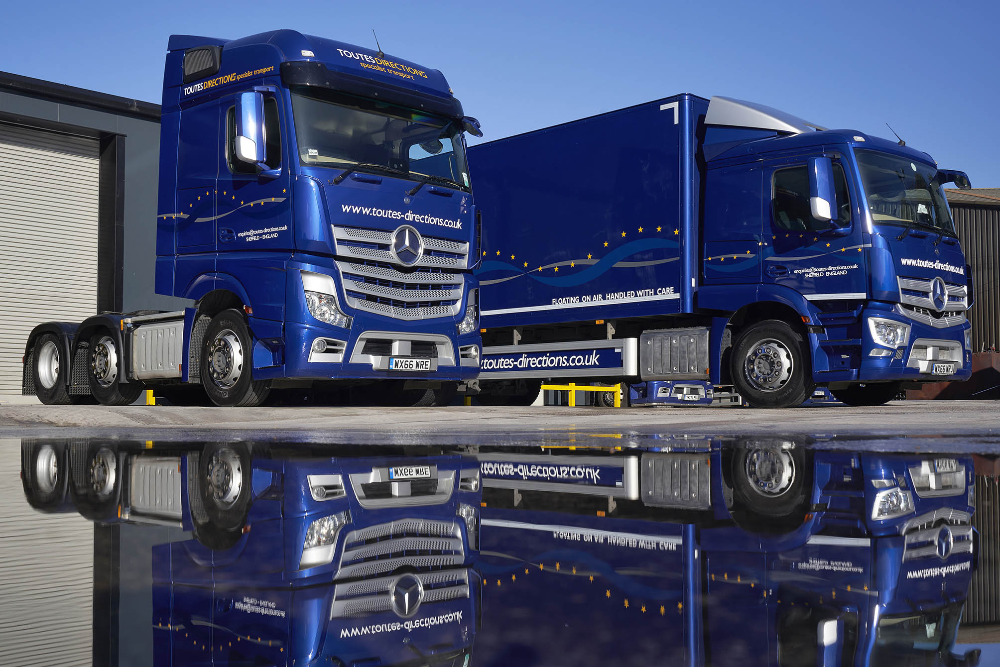 TOUTES DIRECTIONS specialist transport
TOUTES DIRECTIONS
specialist transport
www.toutes-directions.co.uk
enquiries@toutes-directions.co.uk
SHEFFIELD - ENGLAND
WX66 WRE
FLOATING ON AIR, HANDLED WITH CARE
.toutes-directions.co.uk
www.toutes-directions.co.uk
enquiries@toutes-directions.co.uk
SHEFFIELD ENGLAND
WX66 WRJ
YK17 LPU